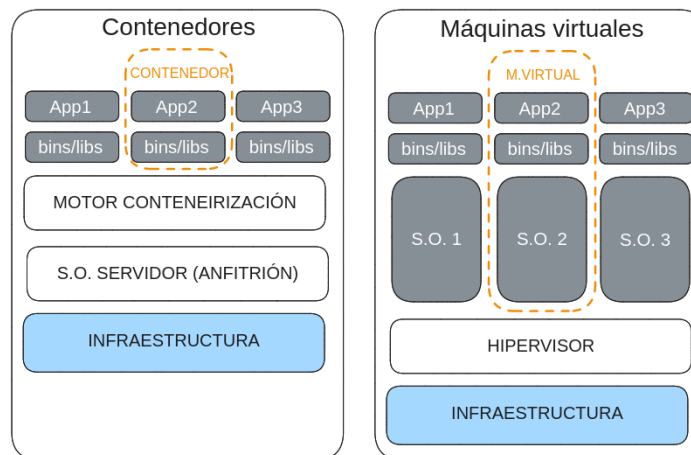 Contenedores
CONTENEDOR
App1 App2 App3
bins/libs bins/libs bins/libs
MOTOR CONTENEIRIZACIÓN
S.O. SERVIDOR (ANFITRIÓN)
INFRAESTRUCTURA
Máquinas virtuales
M.VIRTUAL
App1 App2 App3
bins/libs bins/libs bins/libs
S.O. 1 S.O. 2 S.O. 3
HIPERVISOR
INFRAESTRUCTURA